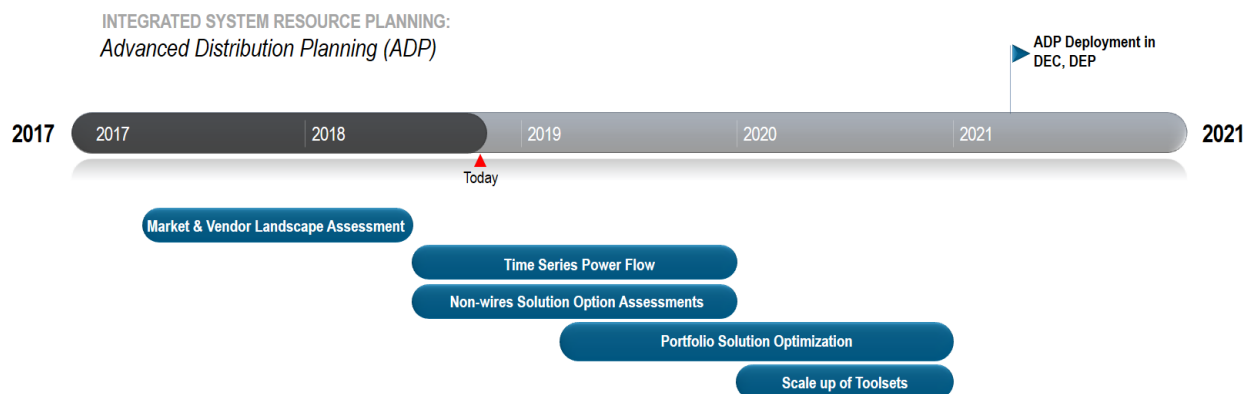 INTEGRATED SYSTEM RESOURCE PLANNING:
Advanced Distribution Planning (ADP)
ADP Deployment in
DEC, DEP
2017 2017 2018 2019 2020 2021 2021
Today
Market & Vendor Landscape Assessment
Time Series Power Flow
Non-wires Solution Option Assessments
Portfolio Solution Optimization
Scale up of Toolsets